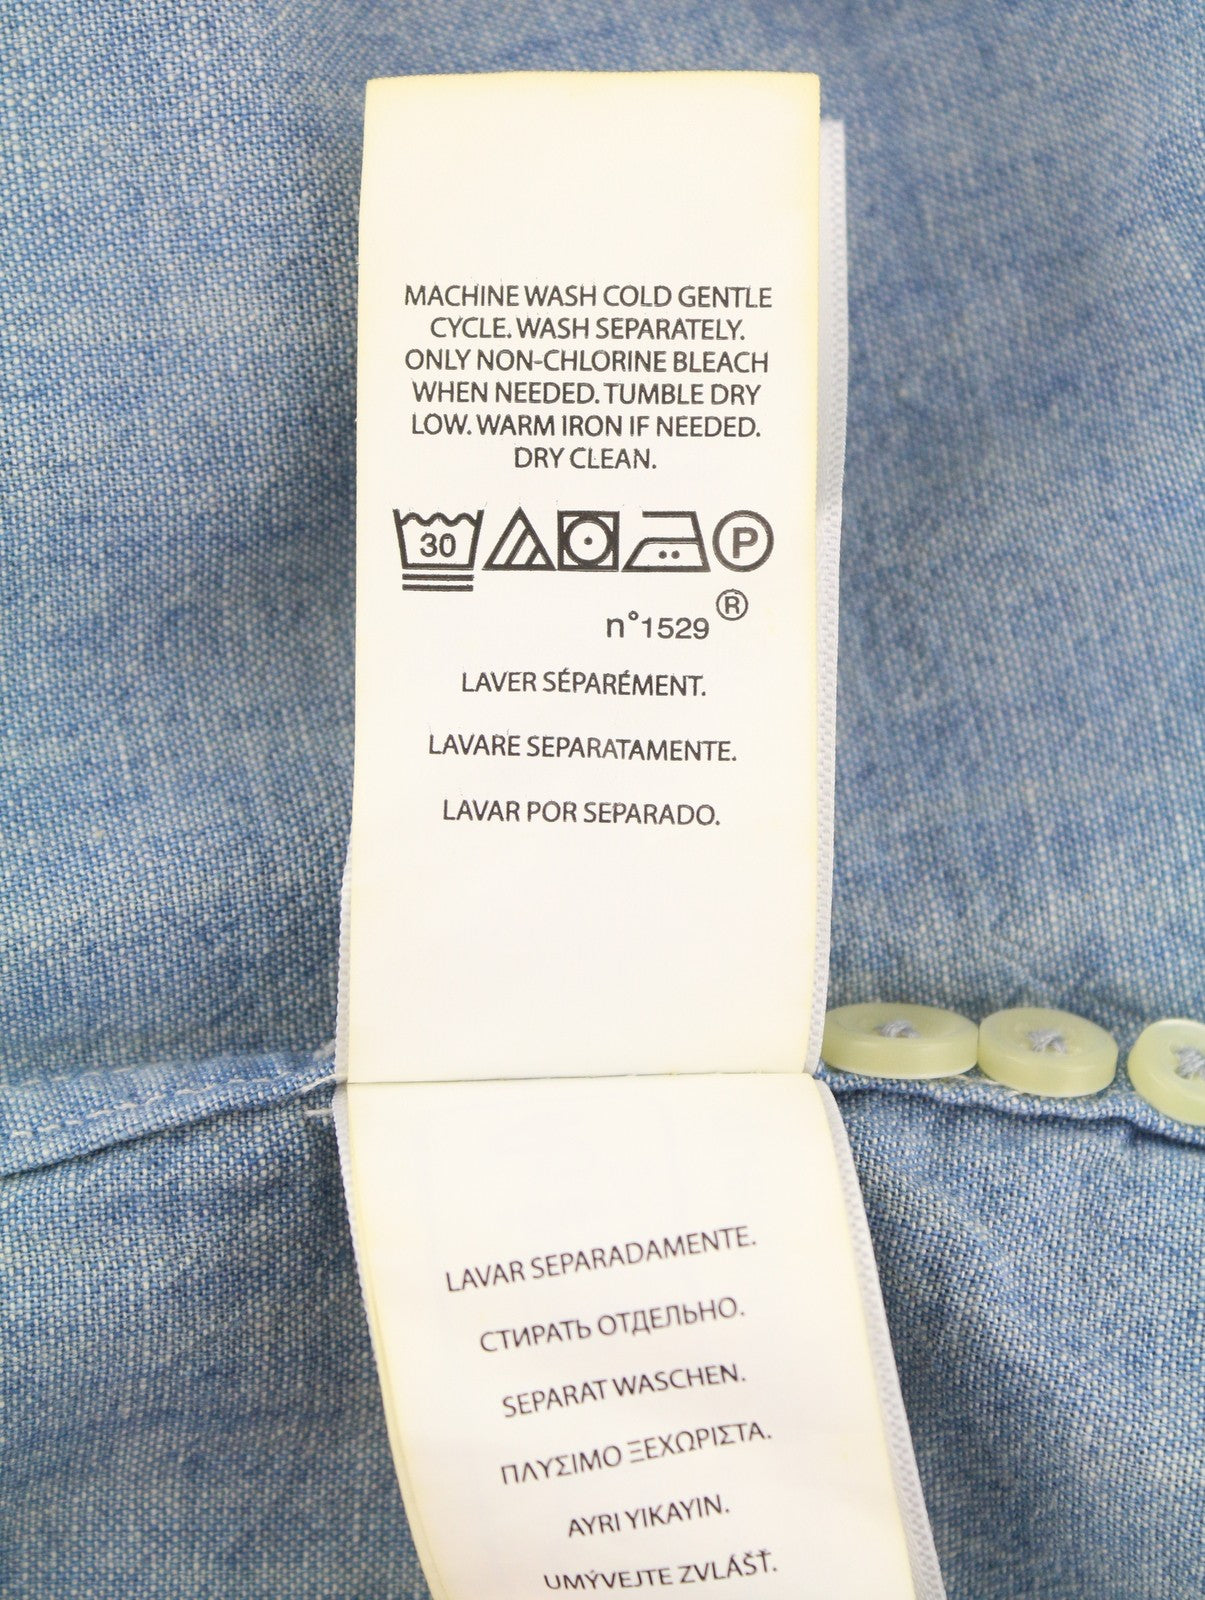 MACHINE WASH COLD GENTLE
CYCLE. WASH SEPARATELY.
ONLY NON-CHLORINE BLEACH
WHEN NEEDED. TUMBLE DRY
LOW. WARM IRON IF NEEDED.
DRY CLEAN.
30 P
n°1529 ®
LAVER SÉPARÉMENT.
LAVARE SEPARATAMENTE.
LAVAR POR SEPARADO.
LAVAR SEPARADAMENTE.
СТИРАТЬ ОТДЕЛЬНО.
SEPARAT WASCHEN.
ΠΛΥΣΙΜΟ ΞΕΧΩΡΙΣΤΑ.
AYRI YIKAYIN.
UMÝVEJTE ZVLÁŠŤ.